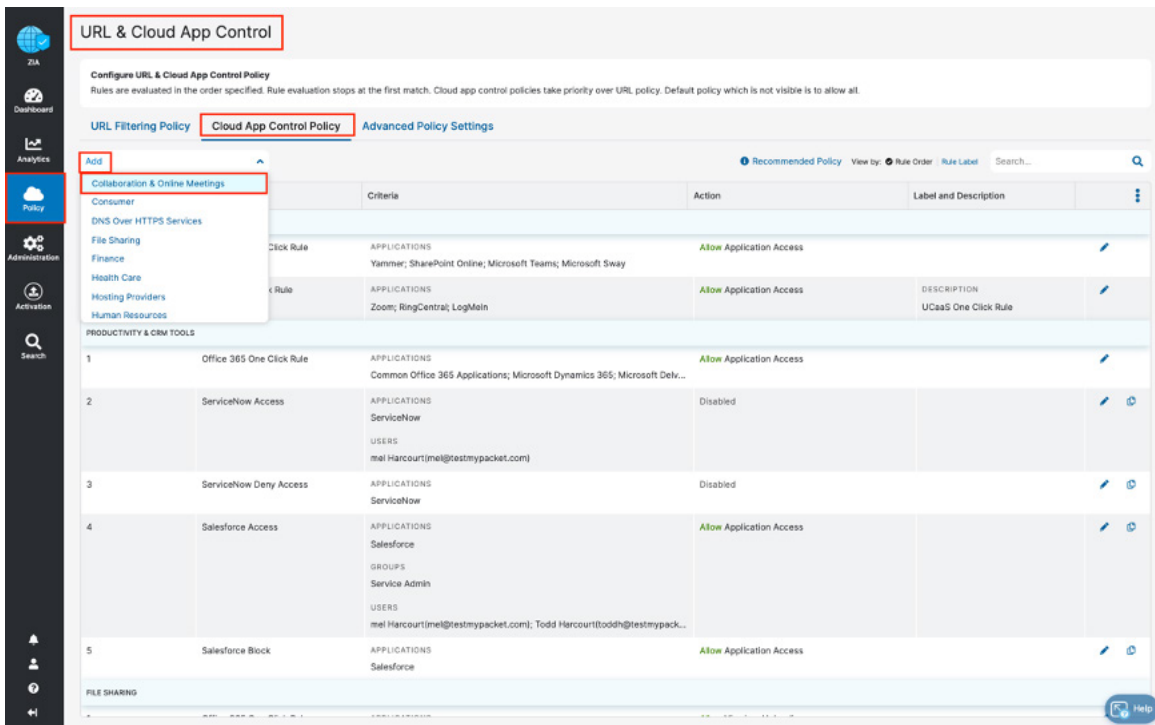 URL & Cloud App Control
ZIA
Dashboard
Analytics
Policy
Administration
Activation
Search
Configure URL & Cloud App Control Policy
Rules are evaluated in the order specified. Rule evaluation stops at the first match. Cloud app control policies take priority over URL policy. Default policy which is not visible is to allow all.
URL Filtering Policy Cloud App Control Policy Advanced Policy Settings
Add
Recommended Policy View by: Rule Order Rule Label Search...
Collaboration & Online Meetings
Consumer
DNS Over HTTPS Services
File Sharing
Finance
Health Care
Hosting Providers
Human Resources
Criteria Action Label and Description
Click Rule APPLICATIONS Allow Application Access
Yammer; SharePoint Online; Microsoft Teams; Microsoft Sway
Rule APPLICATIONS Allow Application Access DESCRIPTION
Zoom; RingCentral; LogMeIn UCaaS One Click Rule
PRODUCTIVITY & CRM TOOLS
1 Office 365 One Click Rule APPLICATIONS Allow Application Access
Common Office 365 Applications; Microsoft Dynamics 365; Microsoft Delv...
2 ServiceNow Access APPLICATIONS Disabled
ServiceNow
USERS
mel Harcourt(mel@testmypacket.com)
3 ServiceNow Deny Access APPLICATIONS Disabled
ServiceNow
4 Salesforce Access APPLICATIONS Allow Application Access
Salesforce
GROUPS
Service Admin
USERS
mel Harcourt(mel@testmypacket.com); Todd Harcourt(toddh@testmypack...
5 Salesforce Block APPLICATIONS Allow Application Access
Salesforce
FILE SHARING
Help